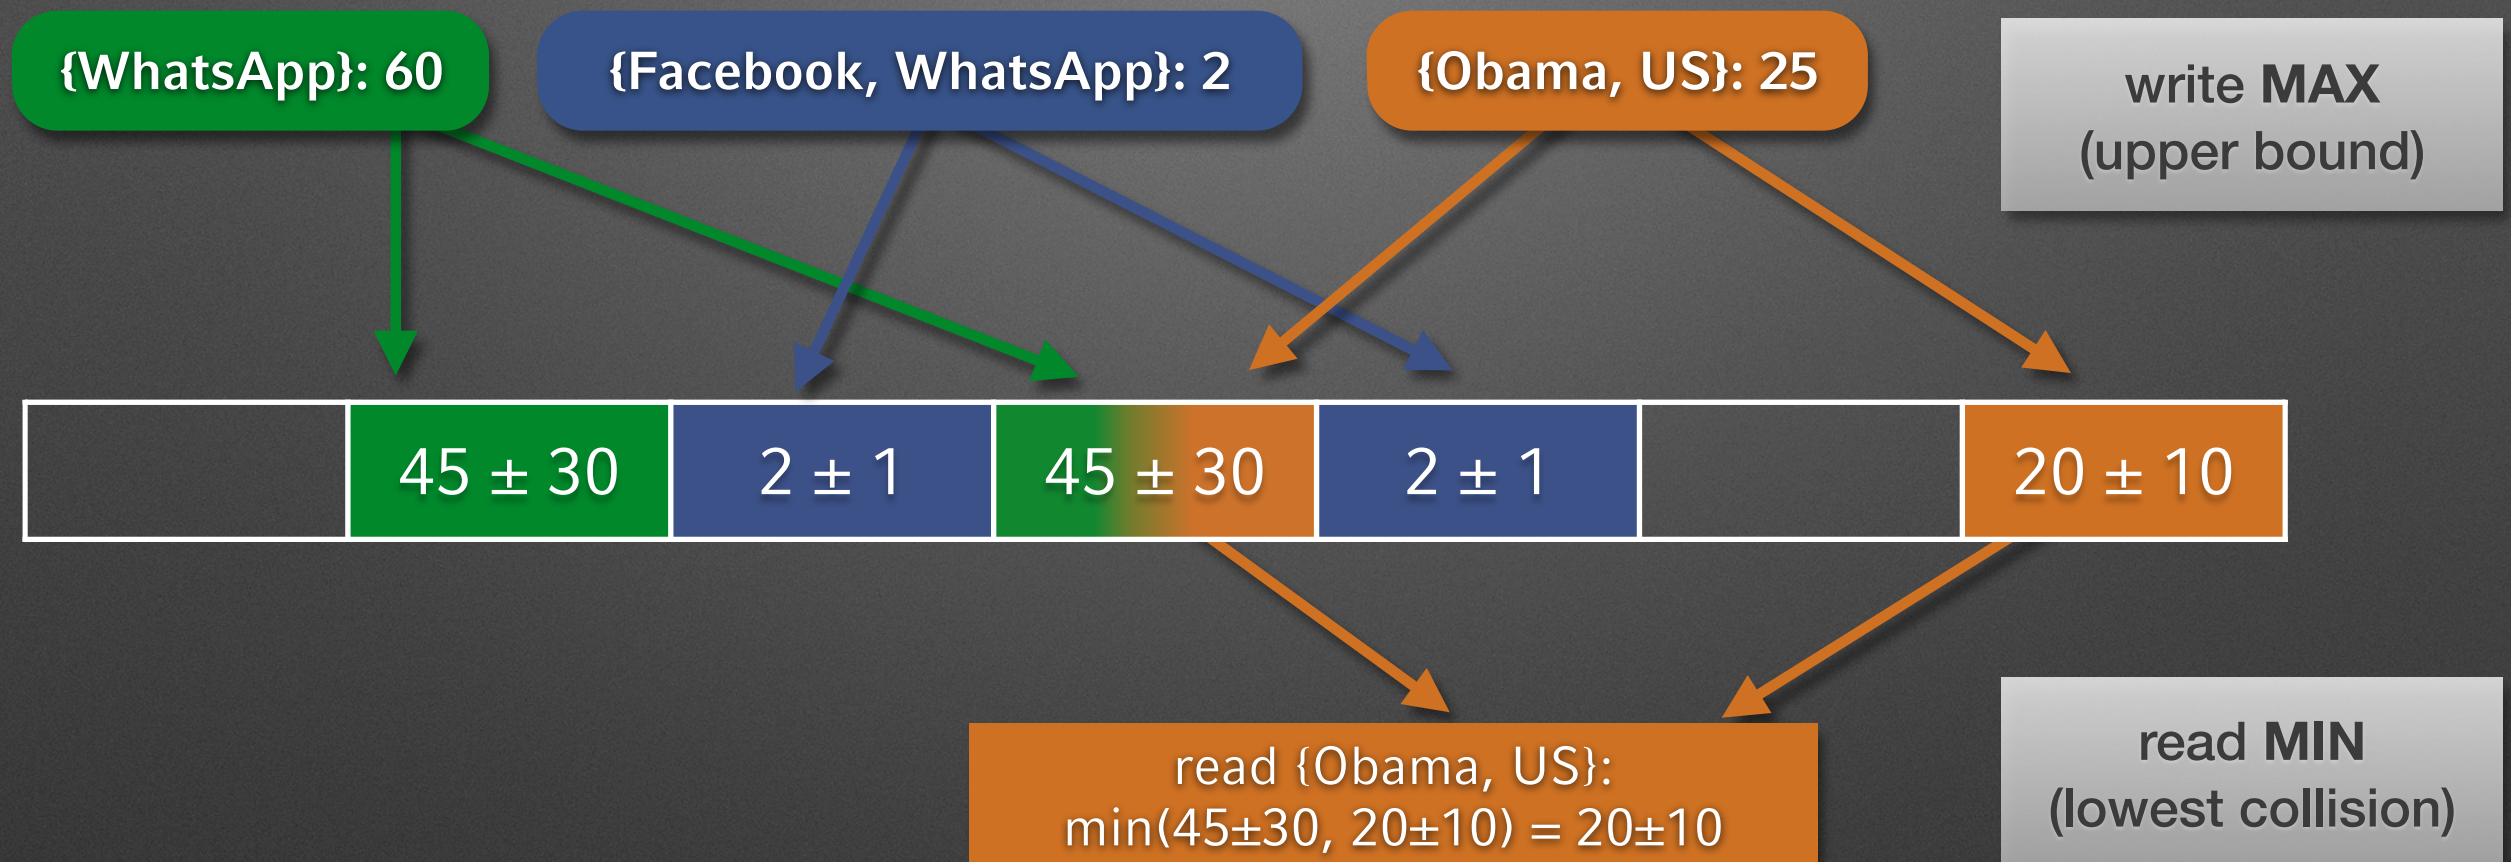 {WhatsApp}: 60
{Facebook, WhatsApp}: 2
{Obama, US}: 25
write MAX
(upper bound)
45 ± 30
2 ± 1
45 ± 30
2 ± 1
20 ± 10
read {Obama, US}:
min(45±30, 20±10) = 20±10
read MIN
(lowest collision)